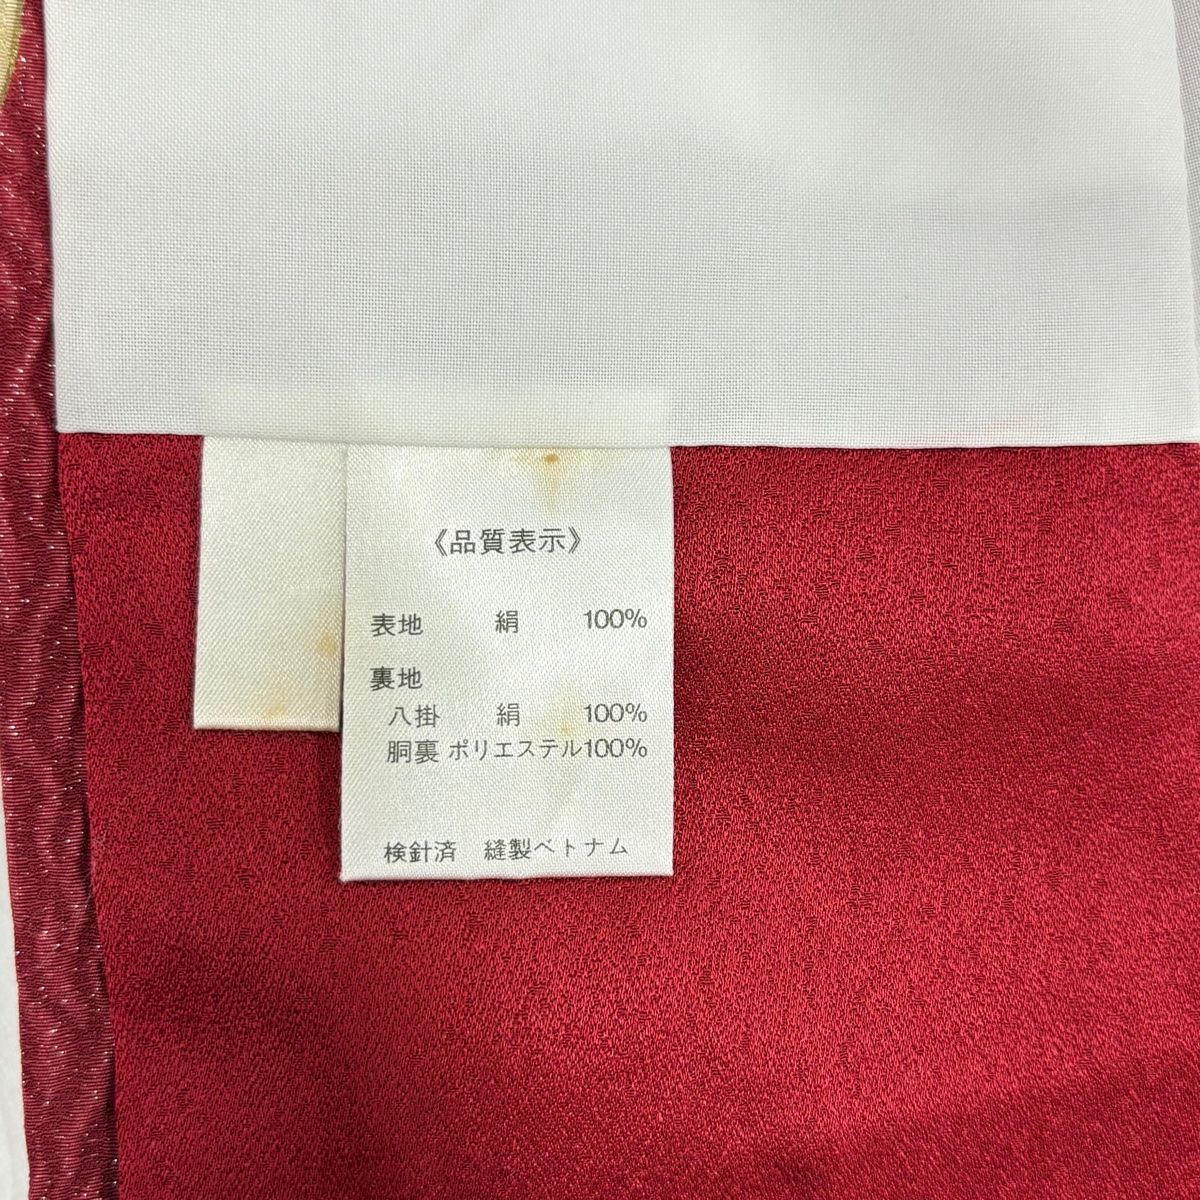 《品質表示》
表地 絹 100%
裏地
八掛 絹 100%
胴裏 ポリエステル100%
検針済 縫製ベトナム